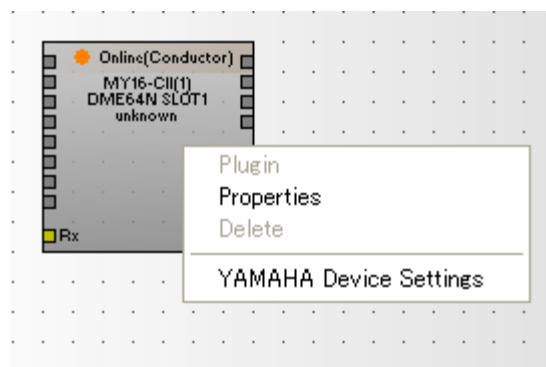 Online(Conductor)
MY16-CII(1)
DME64N SLOT1
unknown
Rx
Plugin
Properties
Delete
YAMAHA Device Settings